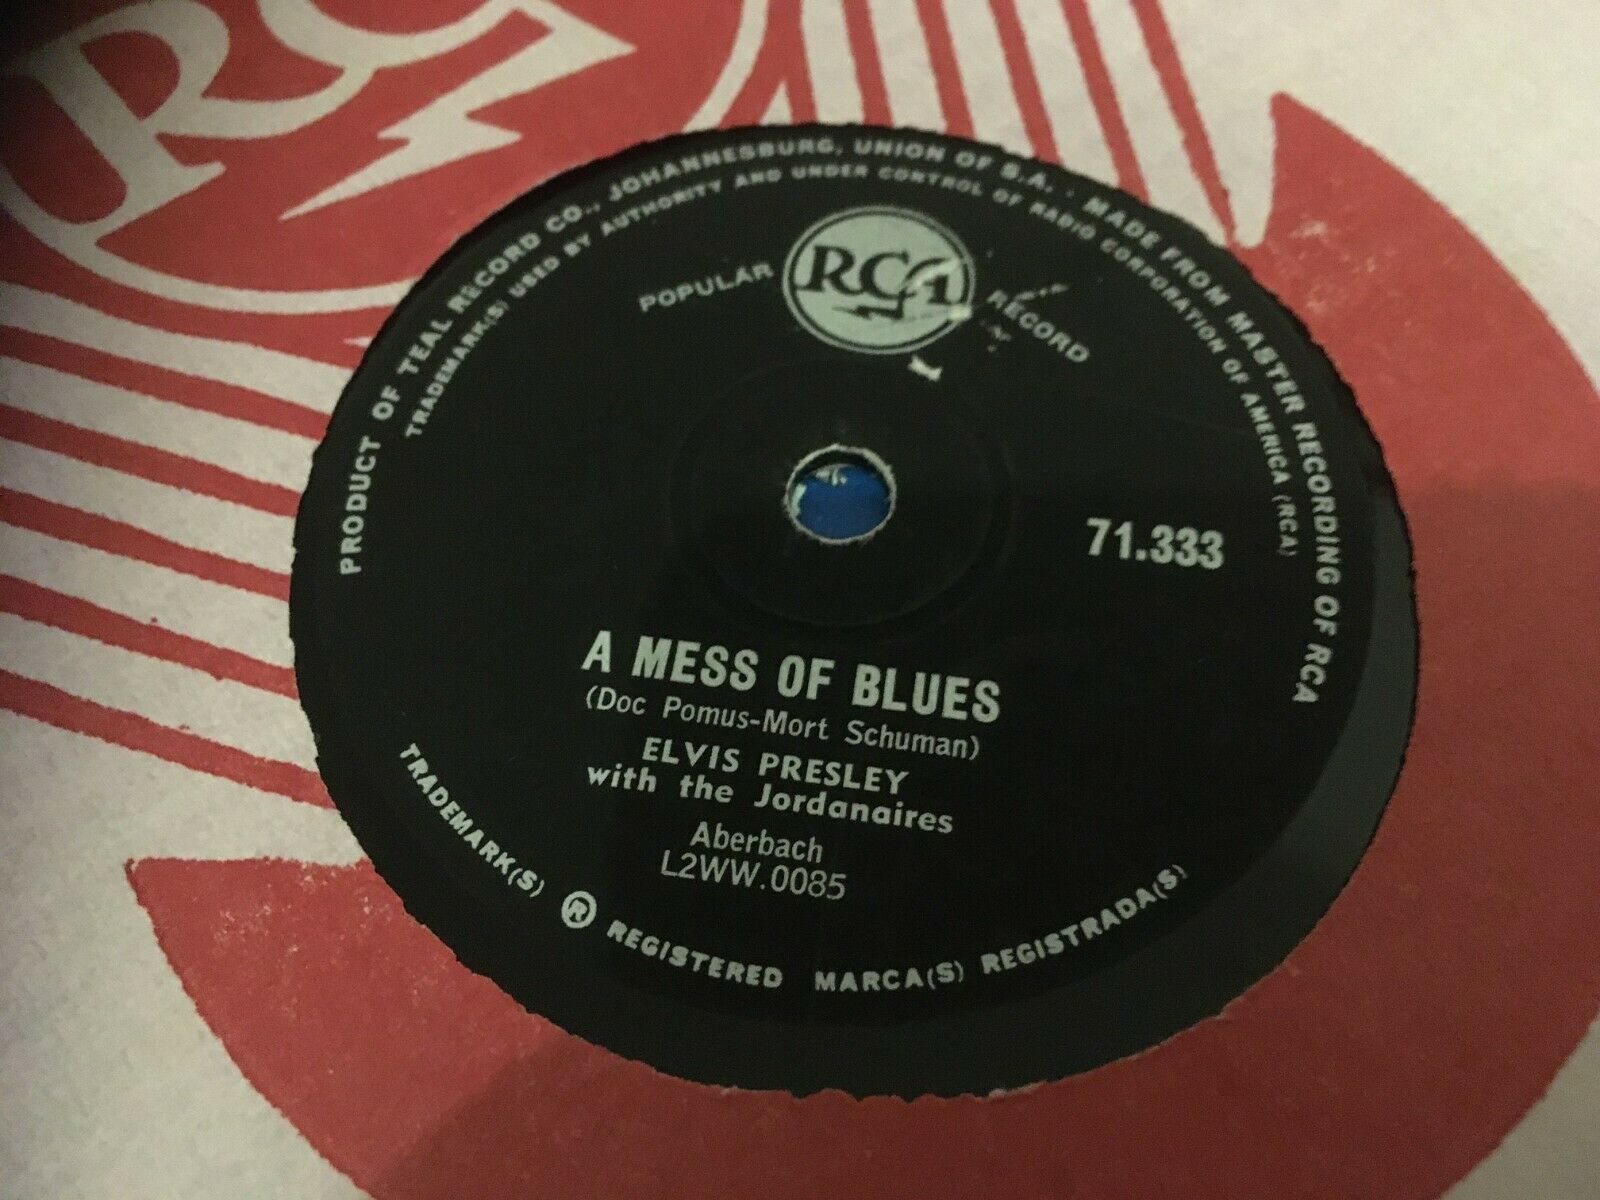 RCA
PRODUCT OF TEAL RECORD CO., JOHANNESBURG, UNION OF S.A. . MADE FROM MASTER RECORDING OF RCA
TRADEMARK(S) USED BY AUTHORITY AND UNDER CONTROL OF RADIO CORPORATION OF AMERICA (RCA)
POPULAR RCA RECORD
71.333
A MESS OF BLUES
(Doc Pomus-Mort Schuman)
ELVIS PRESLEY
with the Jordanaires
Aberbach
L2WW.0085
TRADEMARK(S) ® REGISTERED MARCA(S) REGISTRADA(S)